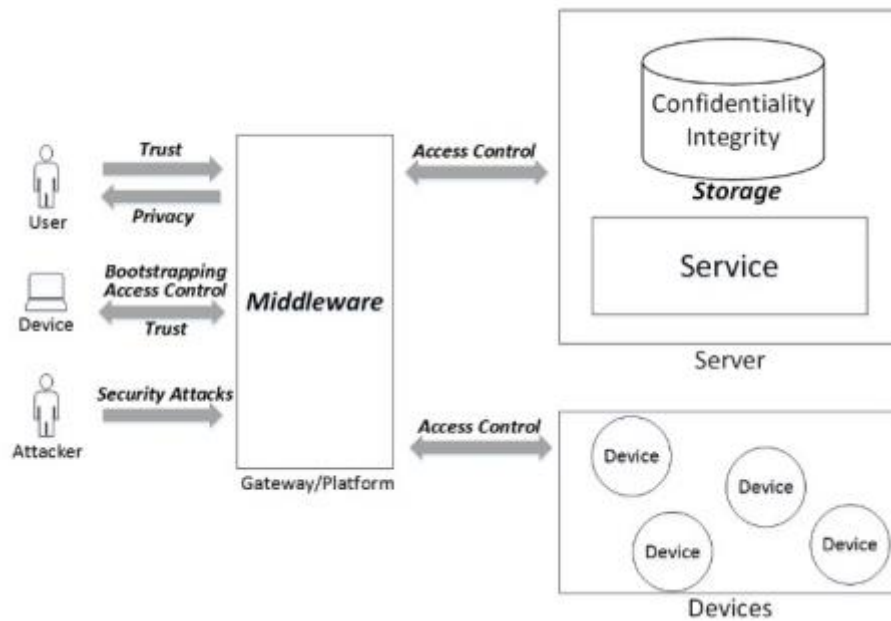 Trust
Privacy
User
Bootstrapping
Access Control
Trust
Device
Security Attacks
Attacker
Middleware
Gateway/Platform
Access Control
Access Control
Confidentiality
Integrity
Storage
Service
Server
Device
Device
Device
Device
Devices